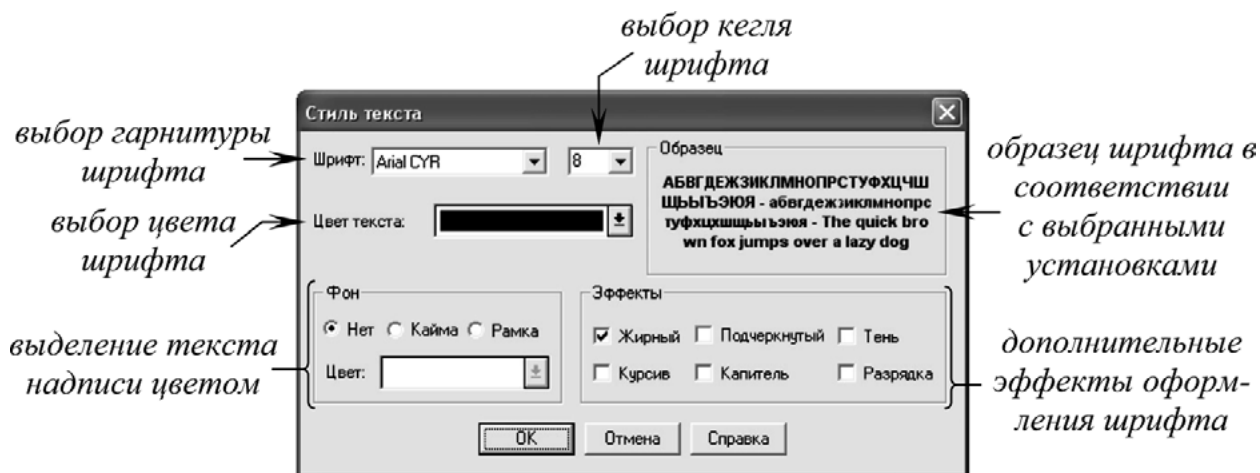 выбор кегля
шрифта
Стиль текста
выбор гарнитуры
шрифта
Шрифт: Arial CYR 8
Образец
АБВГДЕЖЗИКЛМНОПРСТУФХЦЧШ
ЩЬЫЪЭЮЯ - абвгдежзиклмнопрс
туфхцхшщьыъэюя - The quick bro
wn fox jumps over a lazy dog
образец шрифта в
соответствии
с выбранными
установками
выбор цвета
шрифта
Цвет текста:
Фон
Нет Кайма Рамка
Цвет:
выделение текста
надписи цветом
Эффекты
Жирный Подчеркнутый Тень
Курсив Капитель Разрядка
дополнительные
эффекты оформ-
ления шрифта
OK Отмена Справка